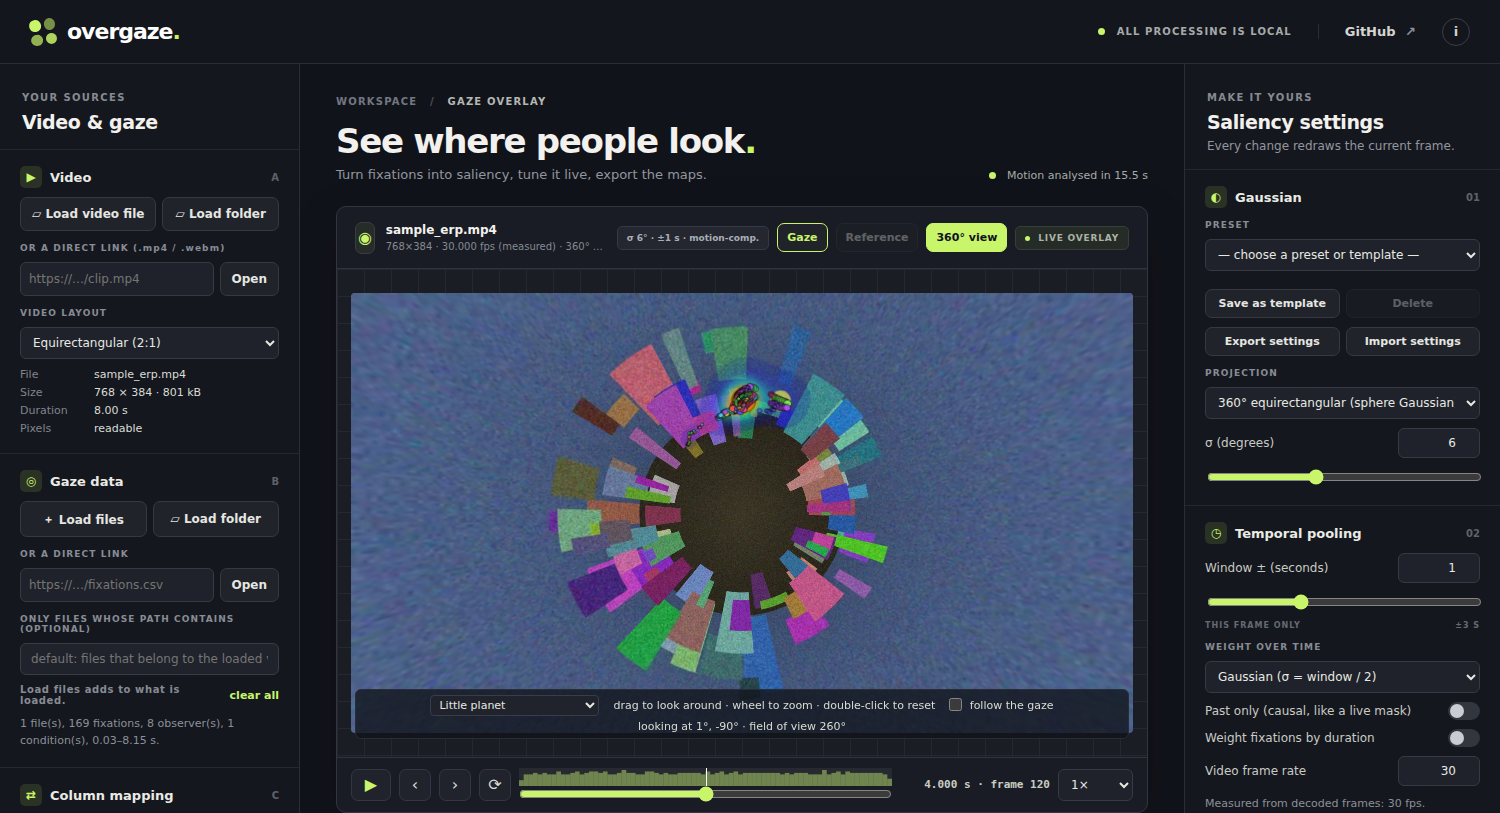 overgaze.
ALL PROCESSING IS LOCAL
GitHub ↗
i
YOUR SOURCES
Video & gaze
Video
A
Load video file
Load folder
OR A DIRECT LINK (.mp4 / .webm)
https://…/clip.mp4
Open
VIDEO LAYOUT
Equirectangular (2:1)
File sample_erp.mp4
Size 768 × 384 · 801 kB
Duration 8.00 s
Pixels readable
Gaze data
B
+ Load files
Load folder
OR A DIRECT LINK
https://…/fixations.csv
Open
ONLY FILES WHOSE PATH CONTAINS
(OPTIONAL)
default: files that belong to the loaded
Load files adds to what is
loaded.
clear all
1 file(s), 169 fixations, 8 observer(s), 1
condition(s), 0.03–8.15 s.
Column mapping
C
WORKSPACE / GAZE OVERLAY
See where people look.
Turn fixations into saliency, tune it live, export the maps.
Motion analysed in 15.5 s
sample_erp.mp4
768×384 · 30.000 fps (measured) · 360° …
σ 6° · ±1 s · motion-comp.
Gaze
Reference
360° view
LIVE OVERLAY
Little planet
drag to look around · wheel to zoom · double-click to reset
follow the gaze
looking at 1°, -90° · field of view 260°
4.000 s · frame 120
1×
MAKE IT YOURS
Saliency settings
Every change redraws the current frame.
Gaussian
01
PRESET
— choose a preset or template —
Save as template
Delete
Export settings
Import settings
PROJECTION
360° equirectangular (sphere Gaussian
σ (degrees)
6
Temporal pooling
02
Window ± (seconds)
1
THIS FRAME ONLY
±3 S
WEIGHT OVER TIME
Gaussian (σ = window / 2)
Past only (causal, like a live mask)
Weight fixations by duration
Video frame rate
30
Measured from decoded frames: 30 fps.